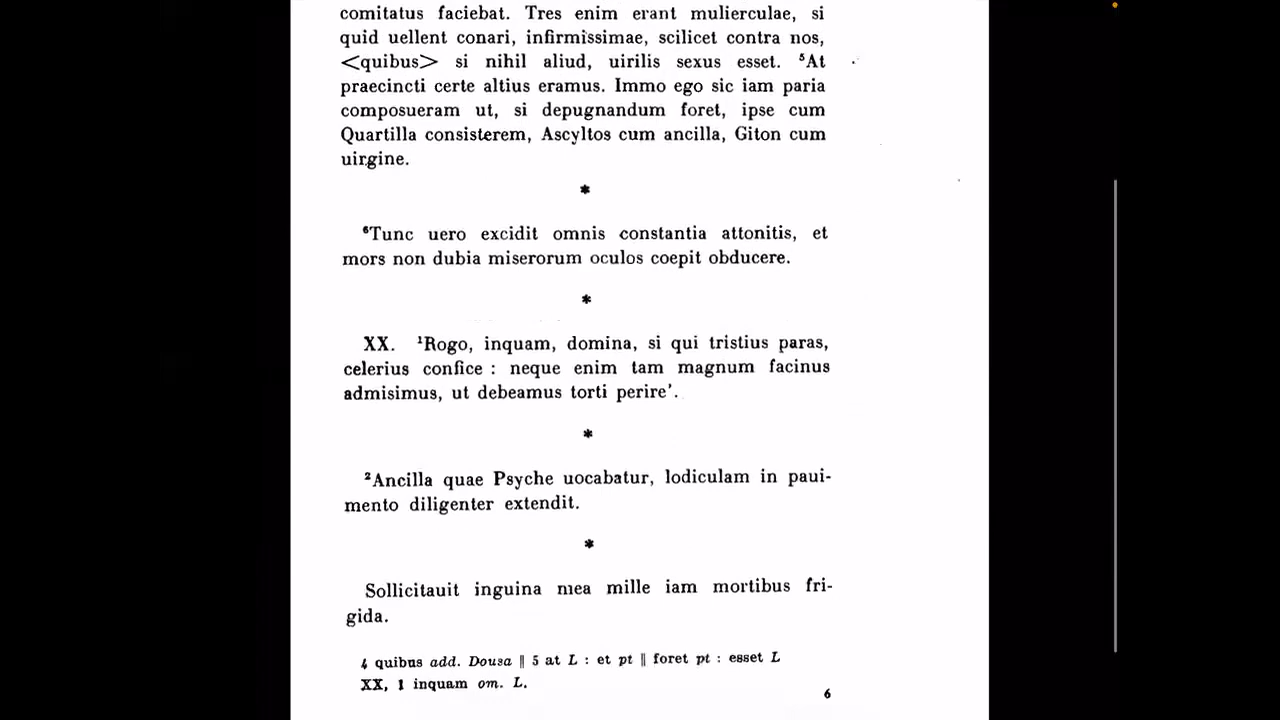 comitatus faciebat. Tres enim erant mulierculae, si
quid uellent conari, infirmissimae, scilicet contra nos,
<quibus> si nihil aliud, uirilis sexus esset. ⁵At
praecincti certe altius eramus. Immo ego sic iam paria
composueram ut, si depugnandum foret, ipse cum
Quartilla consisterem, Ascyltos cum ancilla, Giton cum
uirgine.
*
⁶Tunc uero excidit omnis constantia attonitis, et
mors non dubia miserorum oculos coepit obducere.
*
XX. ¹Rogo, inquam, domina, si qui tristius paras,
celerius confice : neque enim tam magnum facinus
admisimus, ut debeamus torti perire’.
*
²Ancilla quae Psyche uocabatur, lodiculam in paui-
mento diligenter extendit.
*
Sollicitauit inguina mea mille iam mortibus fri-
gida.
4 quibus add. Dousa ‖ 5 at L : et pt ‖ foret pt : esset L
XX, 1 inquam om. L.
6